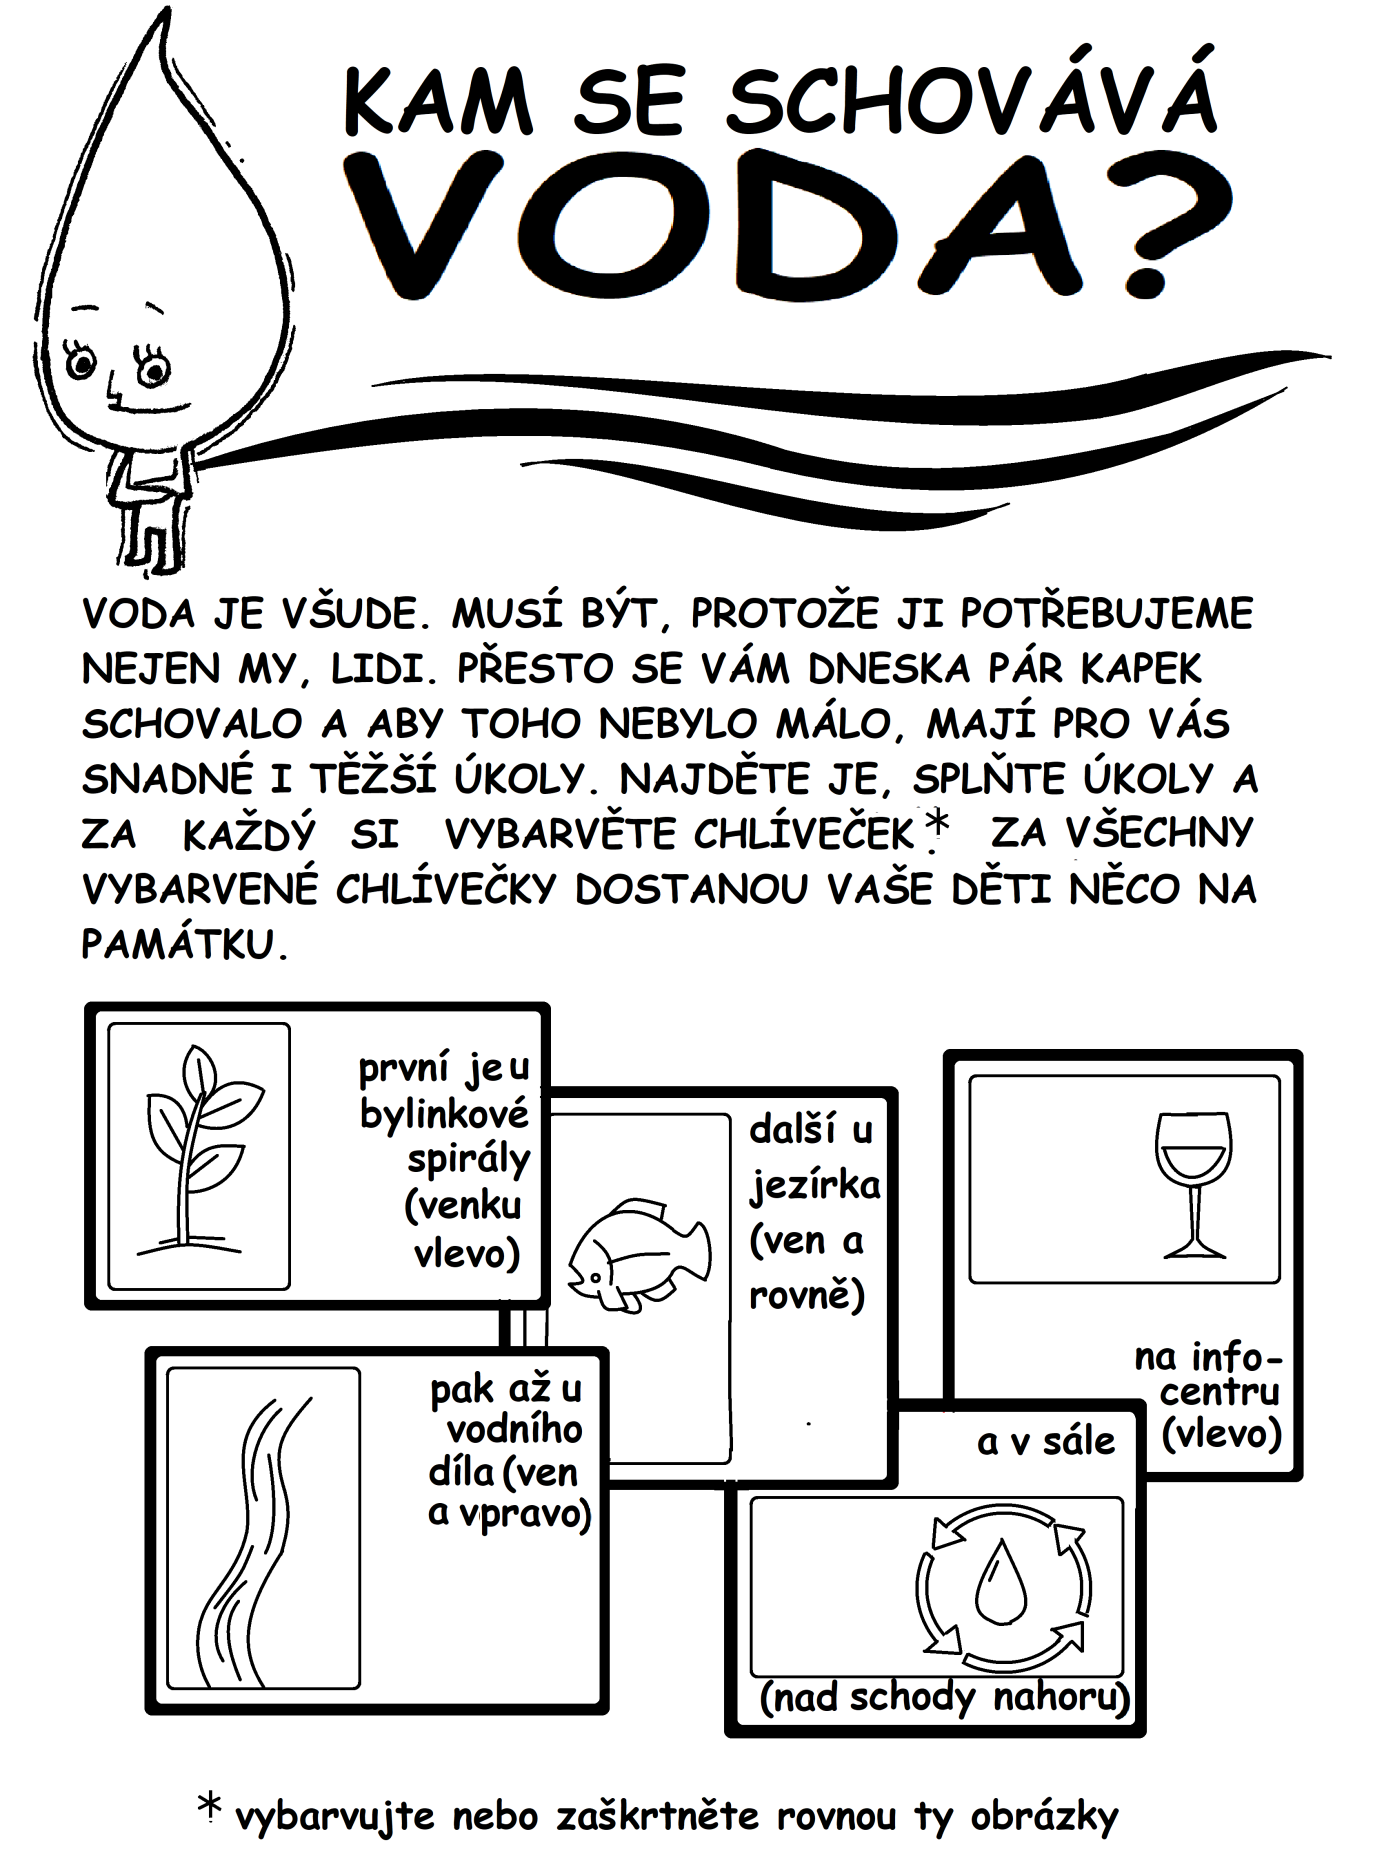 KAM SE SCHOVÁVÁ
VODA?
VODA JE VŠUDE. MUSÍ BÝT, PROTOŽE JI POTŘEBUJEME
NEJEN MY, LIDI. PŘESTO SE VÁM DNESKA PÁR KAPEK
SCHOVALO A ABY TOHO NEBYLO MÁLO, MAJÍ PRO VÁS
SNADNÉ I TĚŽŠÍ ÚKOLY. NAJDĚTE JE, SPLŇTE ÚKOLY A
ZA KAŽDÝ SI VYBARVĚTE CHLÍVEČEK*. ZA VŠECHNY
VYBARVENÉ CHLÍVEČKY DOSTANOU VAŠE DĚTI NĚCO NA
PAMÁTKU.
první je u
bylinkové
spirály
(venku
vlevo)
další u
jezírka
(ven a
rovně)
na info-
centru
(vlevo)
pak až u
vodního
díla (ven
a vpravo)
a v sále
(nad schody nahoru)
* vybarvujte nebo zaškrtněte rovnou ty obrázky